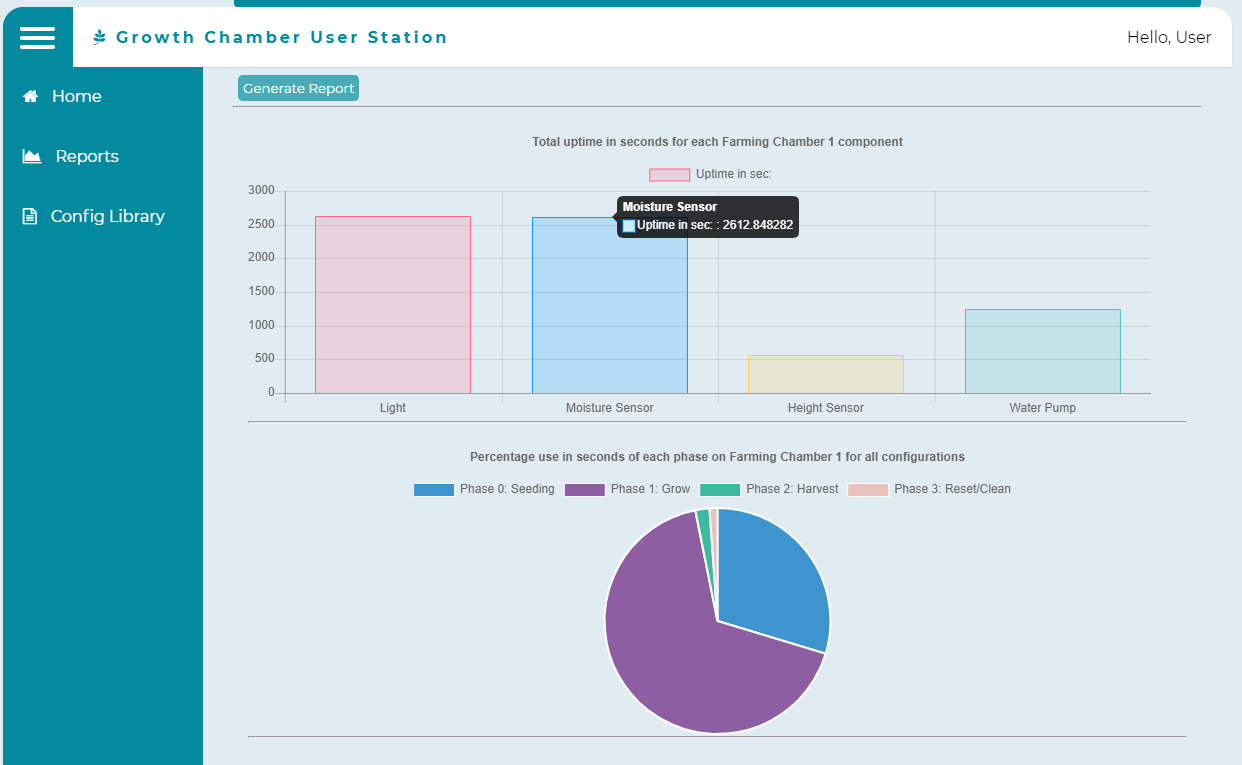 Growth Chamber User Station
Hello, User
Home
Reports
Config Library
Generate Report
Total uptime in seconds for each Farming Chamber 1 component
Uptime in sec:
3000
2500
2000
1500
1000
500
0
Moisture Sensor
Uptime in sec: : 2612.848282
Light Moisture Sensor Height Sensor Water Pump
Percentage use in seconds of each phase on Farming Chamber 1 for all configurations
Phase 0: Seeding Phase 1: Grow Phase 2: Harvest Phase 3: Reset/Clean